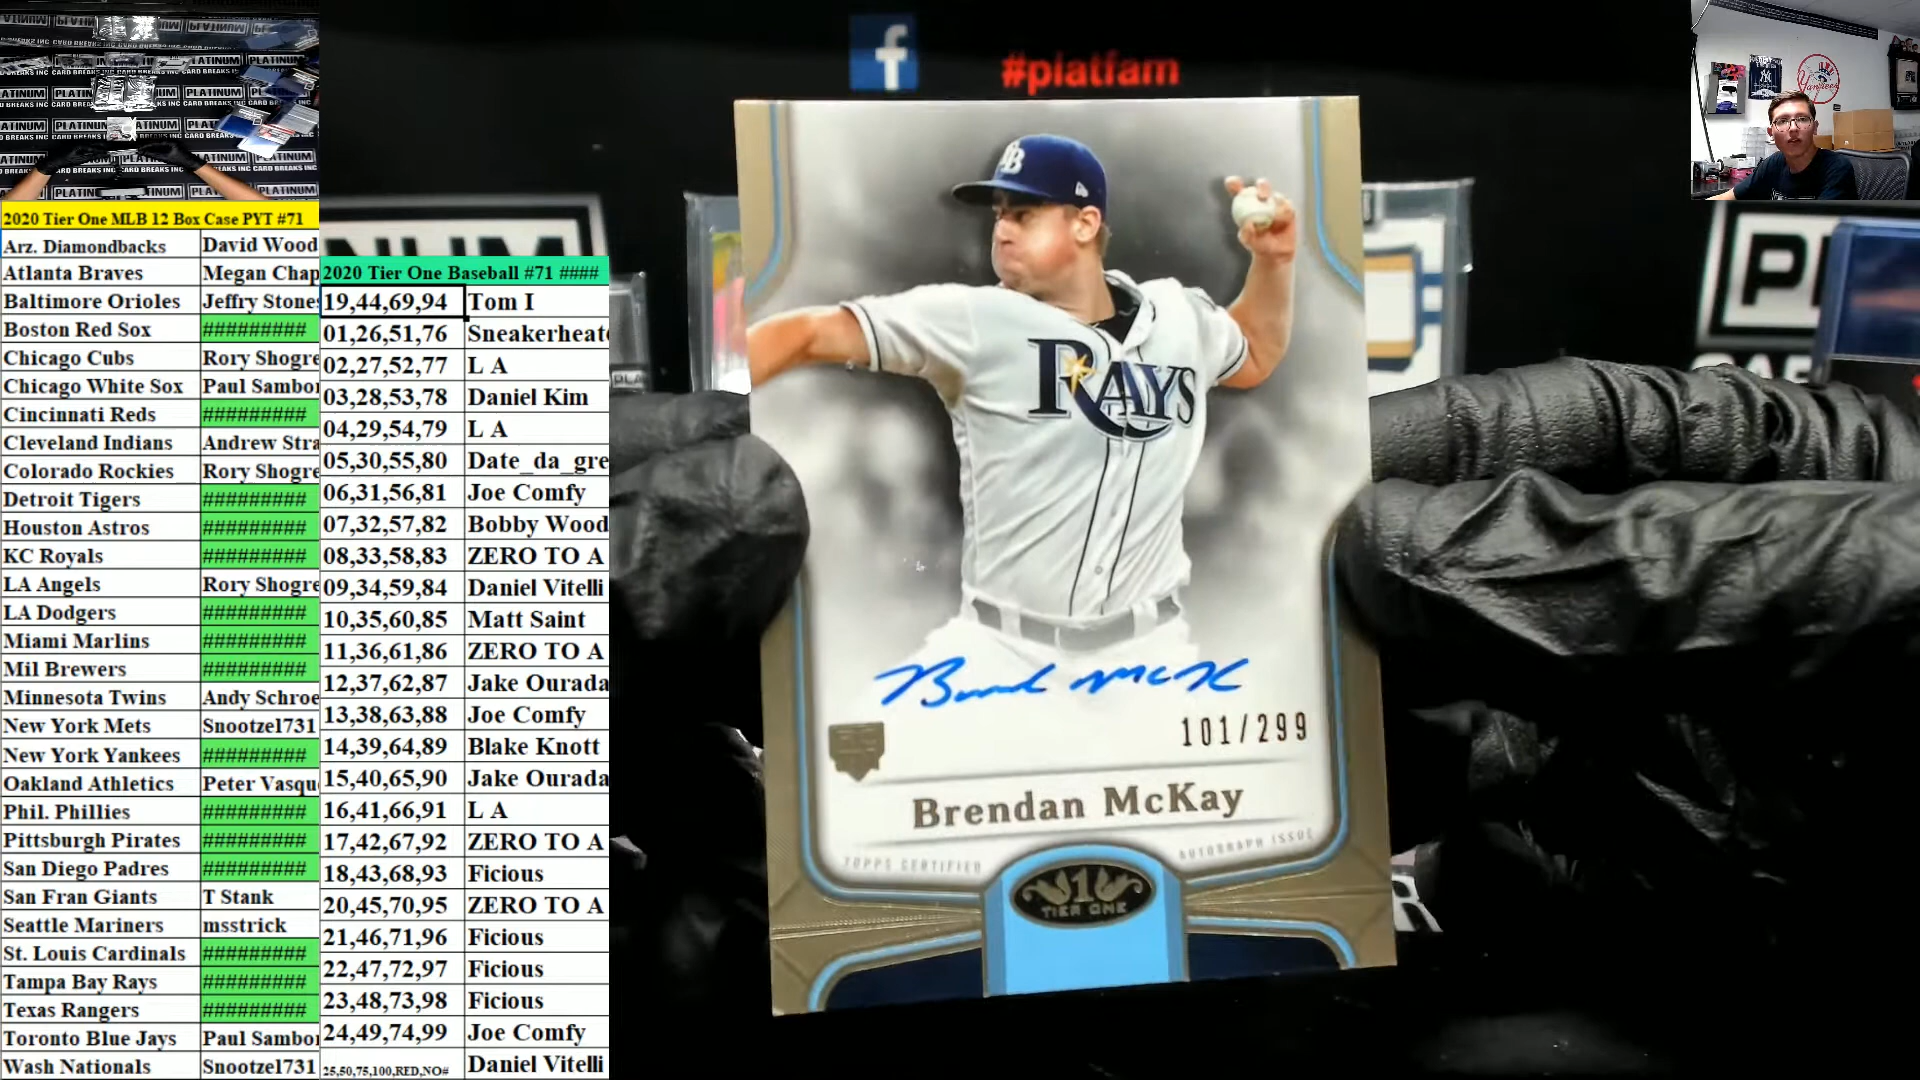 #platfam
2020 Tier One MLB 12 Box Case PYT #71
Arz. Diamondbacks David Wood
Atlanta Braves Megan Chap
Baltimore Orioles Jeffry Stones
Boston Red Sox #########
Chicago Cubs Rory Shogre
Chicago White Sox Paul Sambor
Cincinnati Reds #########
Cleveland Indians Andrew Stra
Colorado Rockies Rory Shogre
Detroit Tigers #########
Houston Astros #########
KC Royals #########
LA Angels Rory Shogre
LA Dodgers #########
Miami Marlins #########
Mil Brewers #########
Minnesota Twins Andy Schroe
New York Mets Snootzel731
New York Yankees #########
Oakland Athletics Peter Vasqu
Phil. Phillies #########
Pittsburgh Pirates #########
San Diego Padres #########
San Fran Giants T Stank
Seattle Mariners msstrick
St. Louis Cardinals #########
Tampa Bay Rays #########
Texas Rangers #########
Toronto Blue Jays Paul Sambor
Wash Nationals Snootzel731
2020 Tier One Baseball #71 ####
19,44,69,94 Tom I
01,26,51,76 Sneakerheat
02,27,52,77 L A
03,28,53,78 Daniel Kim
04,29,54,79 L A
05,30,55,80 Date_da_gre
06,31,56,81 Joe Comfy
07,32,57,82 Bobby Wood
08,33,58,83 ZERO TO A
09,34,59,84 Daniel Vitelli
10,35,60,85 Matt Saint
11,36,61,86 ZERO TO A
12,37,62,87 Jake Ourada
13,38,63,88 Joe Comfy
14,39,64,89 Blake Knott
15,40,65,90 Jake Ourada
16,41,66,91 L A
17,42,67,92 ZERO TO A
18,43,68,93 Ficious
20,45,70,95 ZERO TO A
21,46,71,96 Ficious
22,47,72,97 Ficious
23,48,73,98 Ficious
24,49,74,99 Joe Comfy
25,50,75,100,RED,NO# Daniel Vitelli
RAYS
101/299
Brendan McKay
TOPPS CERTIFIED AUTOGRAPH ISSUE
1
TIER ONE